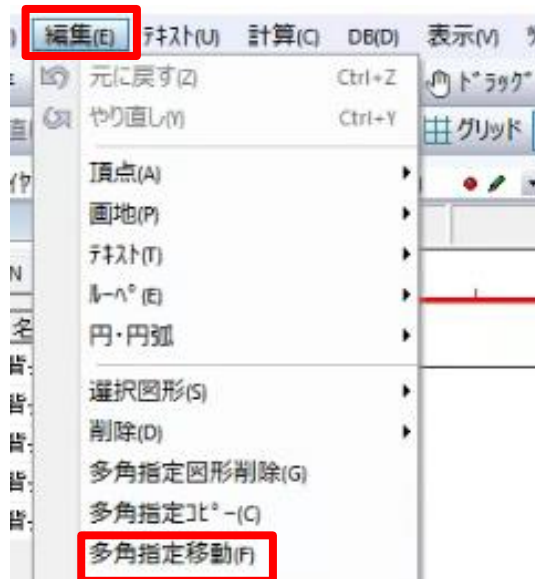 編集(E) ﾃｷｽﾄ(U) 計算(C) DB(D) 表示(V)
元に戻す(Z) Ctrl+Z ﾄﾞﾗｯｸﾞ
やり直し(Y) Ctrl+Y グリッド
頂点(A)
画地(P)
ﾃｷｽﾄ(T)
ﾙｰﾍﾟ(E)
N
円・円弧
名
選択図形(S)
削除(D)
多角指定図形削除(G)
多角指定ｺﾋﾟｰ(C)
多角指定移動(F)